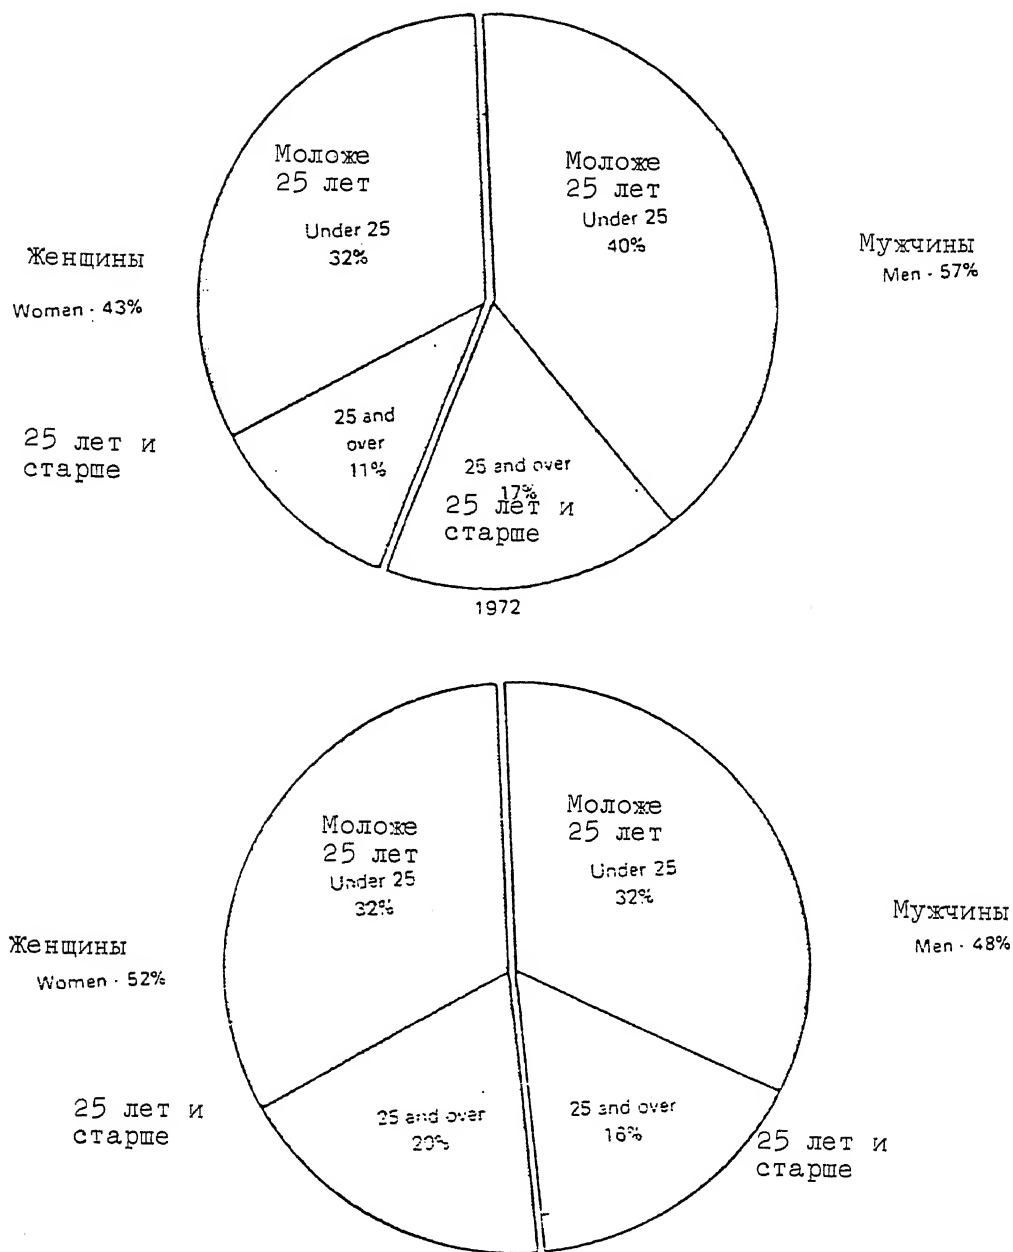 Моложе
25 лет
Under 25
32%
Моложе
25 лет
Under 25
40%
Женщины
Women - 43%
Мужчины
Men - 57%
25 лет и
старше
25 and
over
11%
25 and over
17%
25 лет и
старше
1972
Моложе
25 лет
Under 25
32%
Моложе
25 лет
Under 25
32%
Женщины
Women - 52%
Мужчины
Men - 48%
25 лет и
старше
25 and over
20%
25 and over
16%
25 лет и
старше